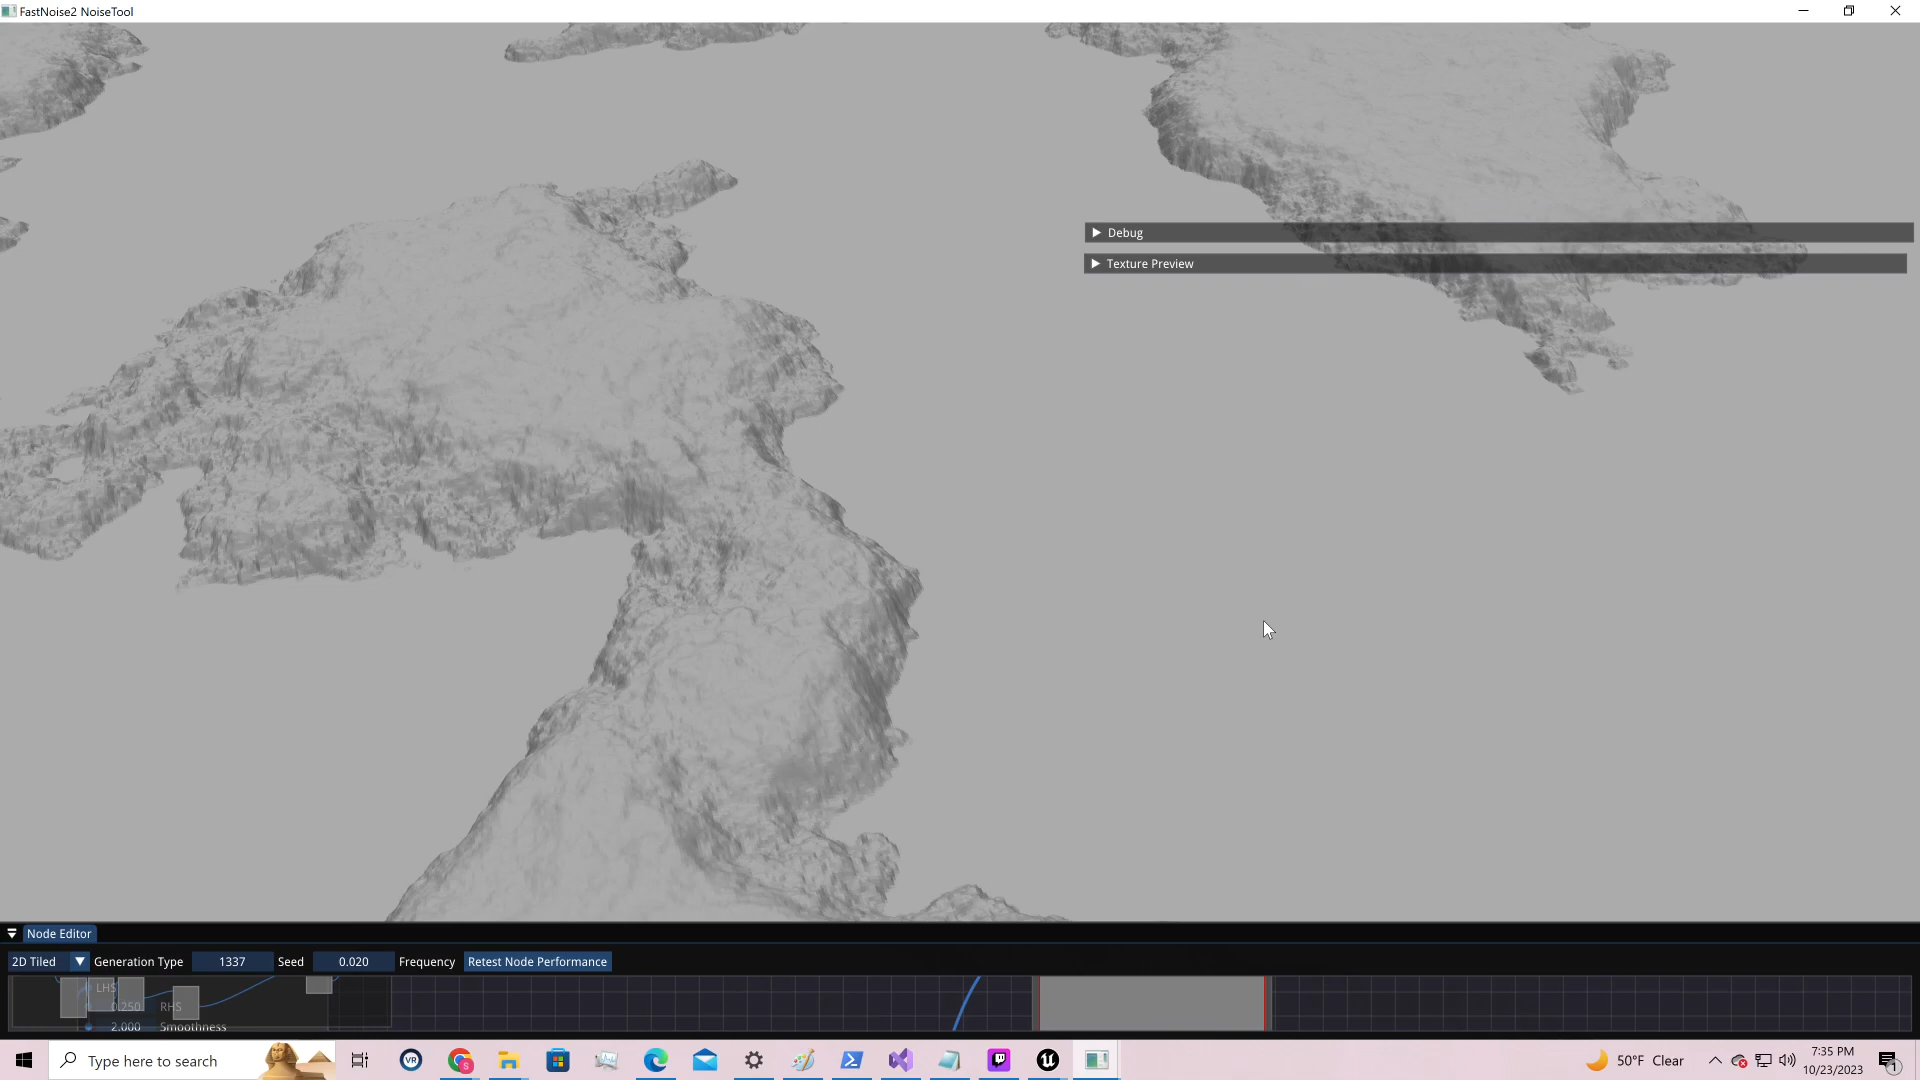 FastNoise2 NoiseTool
Debug
Texture Preview
Node Editor
2D Tiled Generation Type 1337 Seed 0.020 Frequency Retest Node Performance
LHS
0.250 RHS
2.000 Smoothness
Type here to search
VR
S
50°F Clear
7:35 PM
10/23/2023
1